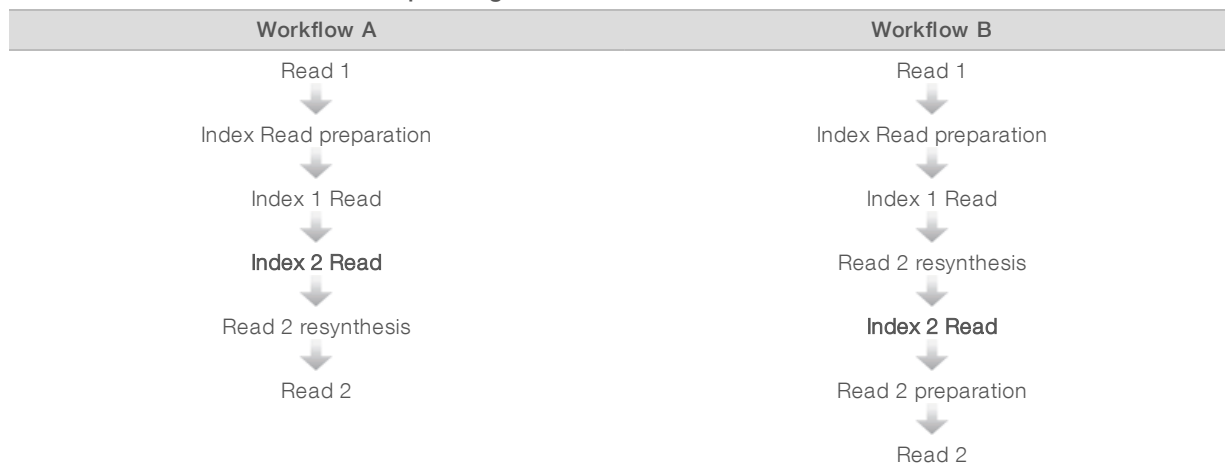 Workflow A Workflow B
Read 1 Read 1
Index Read preparation Index Read preparation
Index 1 Read Index 1 Read
Index 2 Read Read 2 resynthesis
Read 2 resynthesis Index 2 Read
Read 2 Read 2 preparation
Read 2